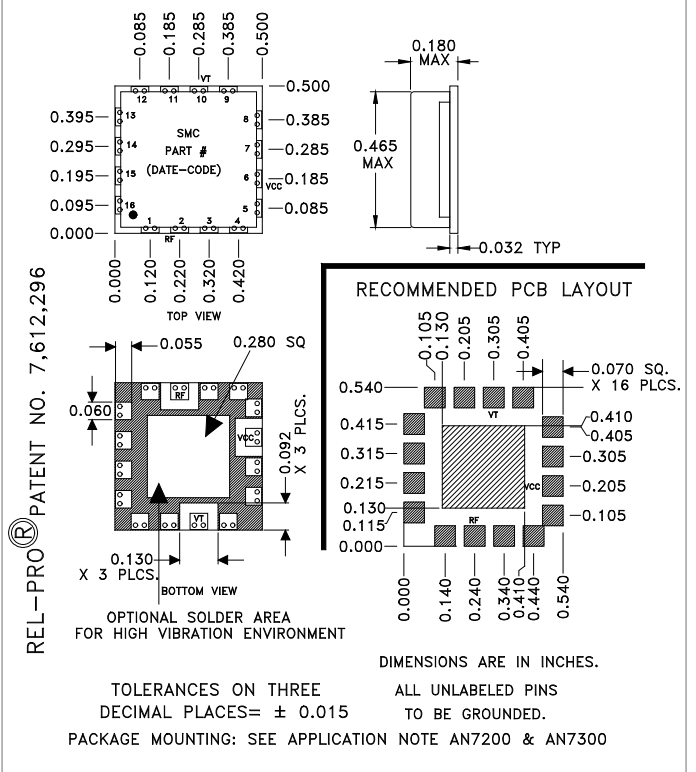 0.085
0.185
0.285
0.385
0.500
VT
12
11
10
9
0.500
0.395
13
8
0.385
SMC
PART #
(DATE-CODE)
0.295
14
7
0.285
0.195
15
6
0.185
VCC
0.095
16
5
0.085
1
2
3
4
0.000
RF
0.000
0.120
0.220
0.320
0.420
TOP VIEW
0.180
MAX
0.465
MAX
0.032 TYP
REL-PRO® PATENT NO. 7,612,296
0.055
0.280 SQ
RF
0.060
VCC
0.092
X 3 PLCS.
VT
0.130
X 3 PLCS.
BOTTOM VIEW
OPTIONAL SOLDER AREA
FOR HIGH VIBRATION ENVIRONMENT
RECOMMENDED PCB LAYOUT
0.105
0.130
0.205
0.305
0.405
0.070 SQ.
X 16 PLCS.
0.540
VT
0.415
0.410
0.405
0.315
0.305
0.215
VCC
0.205
0.130
0.115
0.105
RF
0.000
0.000
0.140
0.240
0.340
0.410
0.440
0.540
DIMENSIONS ARE IN INCHES.
TOLERANCES ON THREE
DECIMAL PLACES= ± 0.015
ALL UNLABELED PINS
TO BE GROUNDED.
PACKAGE MOUNTING: SEE APPLICATION NOTE AN7200 & AN7300